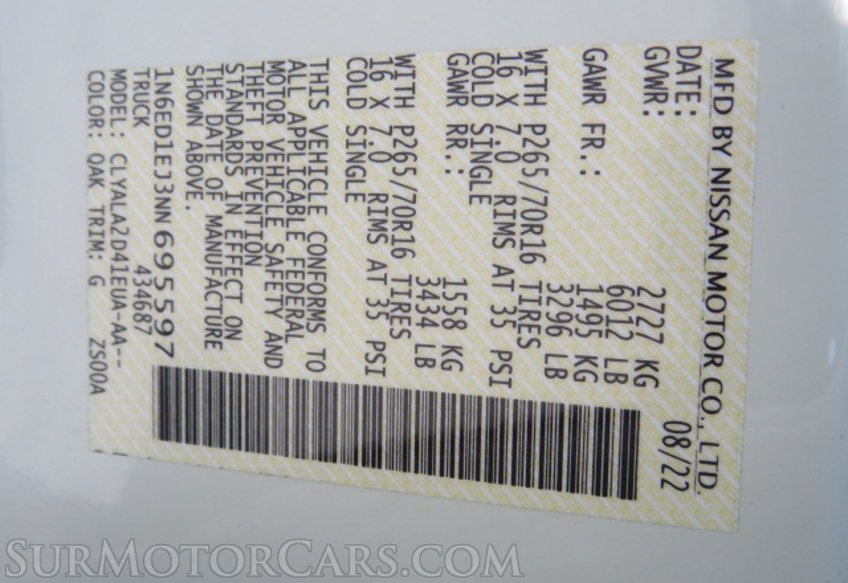 MFD BY NISSAN MOTOR CO., LTD.
DATE: 08/22
GVWR: 2727 KG
6012 LB
GAWR FR.: 1495 KG
3296 LB
WITH P265/70R16 TIRES
16 X 7.0 RIMS AT 35 PSI
COLD SINGLE
GAWR RR.: 1558 KG
3434 LB
WITH P265/70R16 TIRES
16 X 7.0 RIMS AT 35 PSI
COLD SINGLE
THIS VEHICLE CONFORMS TO
ALL APPLICABLE FEDERAL
MOTOR VEHICLE SAFETY AND
THEFT PREVENTION
STANDARDS IN EFFECT ON
THE DATE OF MANUFACTURE
SHOWN ABOVE.
1N6ED1EJ3NN695597
TRUCK 434687
MODEL: CLYALA2D41EUA-AA--
COLOR: QAK TRIM: G ZS00A
SURMOTORCARS.COM